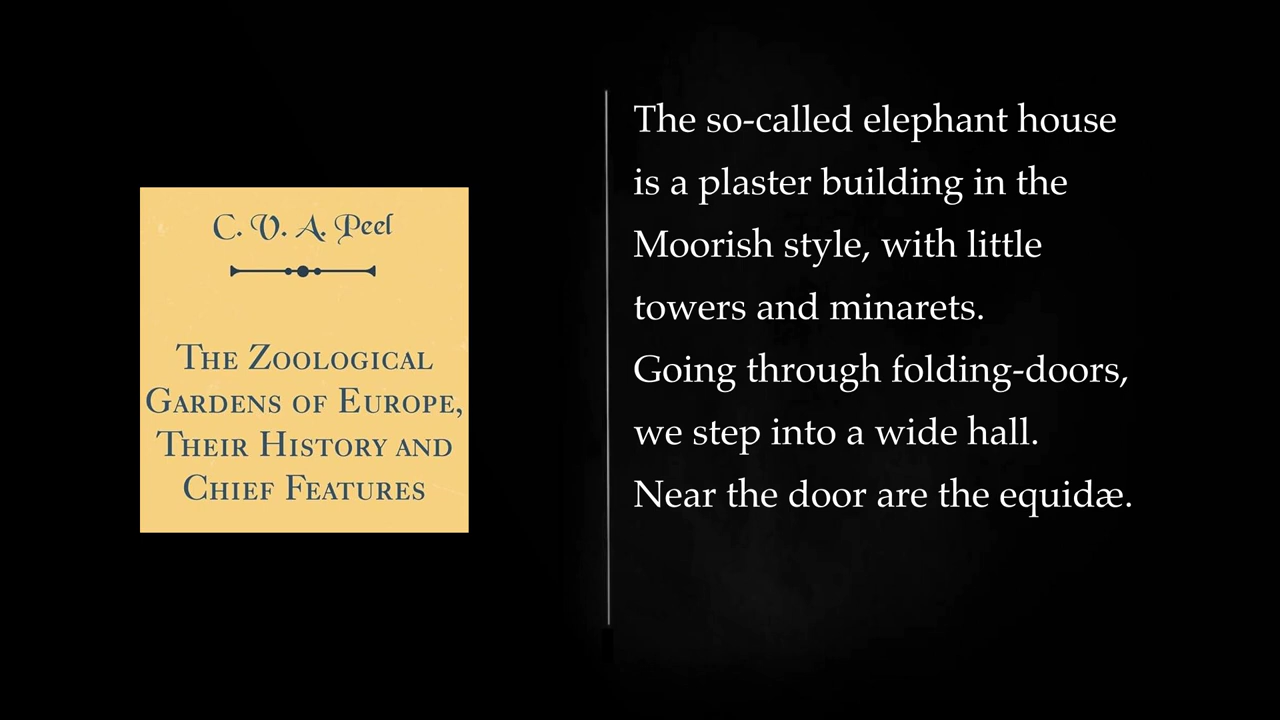 C. V. A. Peel
The Zoological
Gardens of Europe,
Their History and
Chief Features
The so-called elephant house
is a plaster building in the
Moorish style, with little
towers and minarets.
Going through folding-doors,
we step into a wide hall.
Near the door are the equidæ.